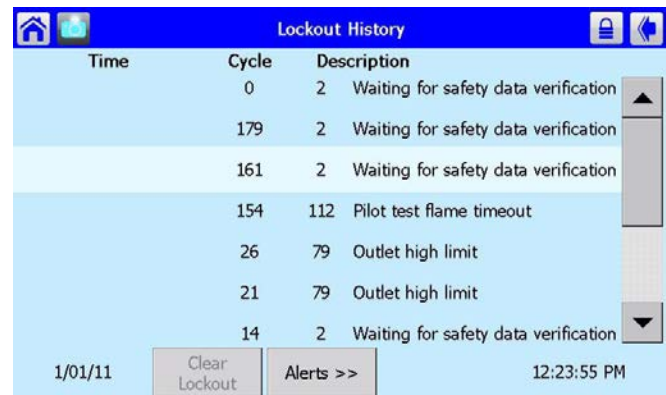 Lockout History
Time Cycle Description
0 2 Waiting for safety data verification
179 2 Waiting for safety data verification
161 2 Waiting for safety data verification
154 112 Pilot test flame timeout
26 79 Outlet high limit
21 79 Outlet high limit
14 2 Waiting for safety data verification
1/01/11 Clear Lockout Alerts >> 12:23:55 PM